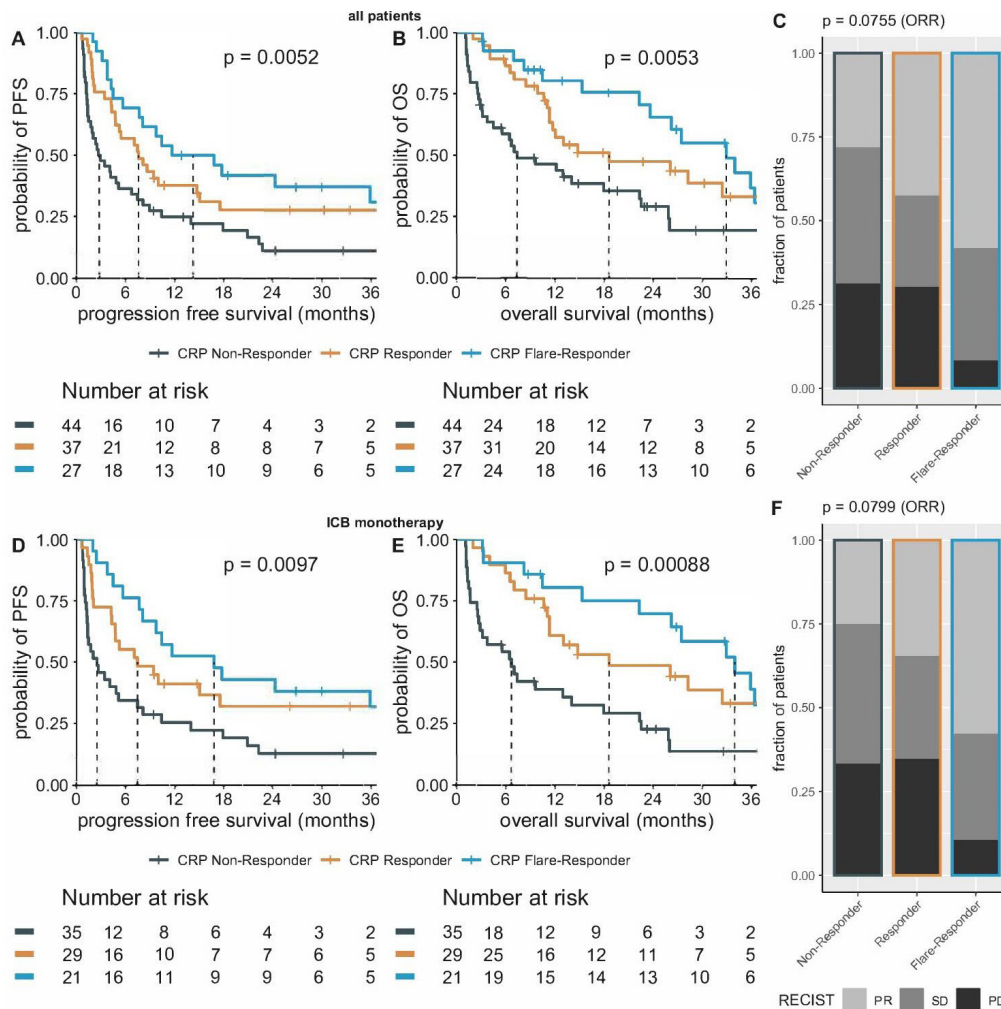 all patients
A
p = 0.0052
probability of PFS
1.00
0.75
0.50
0.25
0.00
0 6 12 18 24 30 36
progression free survival (months)
B
p = 0.0053
probability of OS
1.00
0.75
0.50
0.25
0.00
0 6 12 18 24 30 36
overall survival (months)
CRP Non-Responder CRP Responder CRP Flare-Responder
Number at risk
44 16 10 7 4 3 2
37 21 12 8 8 7 5
27 18 13 10 9 6 5
Number at risk
44 24 18 12 7 3 2
37 31 20 14 12 8 5
27 24 18 16 13 10 6
C
p = 0.0755 (ORR)
fraction of patients
1.00
0.75
0.50
0.25
0.00
Non-Responder
Responder
Flare-Responder
ICB monotherapy
D
p = 0.0097
probability of PFS
1.00
0.75
0.50
0.25
0.00
0 6 12 18 24 30 36
progression free survival (months)
E
p = 0.00088
probability of OS
1.00
0.75
0.50
0.25
0.00
0 6 12 18 24 30 36
overall survival (months)
CRP Non-Responder CRP Responder CRP Flare-Responder
Number at risk
35 12 8 6 4 3 2
29 16 10 7 7 6 5
21 16 11 9 9 6 5
Number at risk
35 18 12 9 6 3 2
29 25 16 12 11 7 5
21 19 15 14 13 10 6
F
p = 0.0799 (ORR)
fraction of patients
1.00
0.75
0.50
0.25
0.00
Non-Responder
Responder
Flare-Responder
RECIST PR SD PD